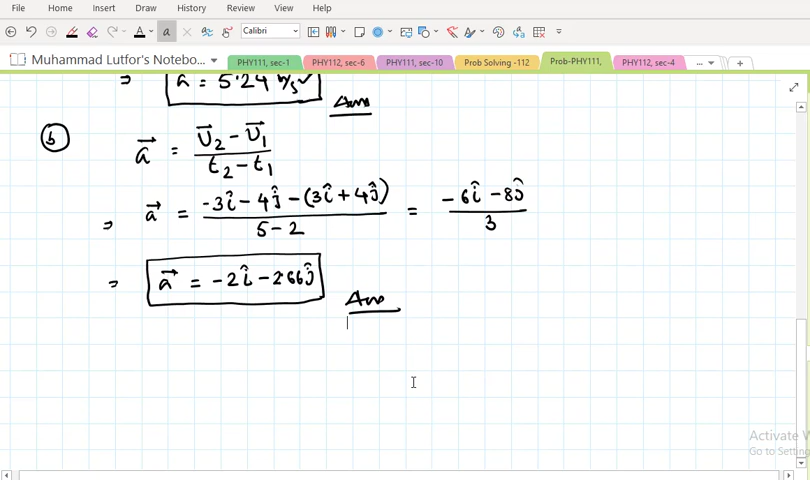 File Home Insert Draw History Review View Help
Calibri
Muhammad Lutfor's Notebo... PHY111, sec-1 PHY112, sec-6 PHY111, sec-10 Prob Solving -112 Prob-PHY111, PHY112, sec-4 ... +
⇒ a = 5.24
Ans
(b) a⃗ = (v⃗2 − v⃗1) / (t2 − t1)
⇒ a⃗ = (-3î − 4ĵ − (3î + 4ĵ)) / (5 − 2) = (-6î − 8ĵ) / 3
= a⃗ = -2î − 2.66ĵ
Ans
Activate W
Go to Setting